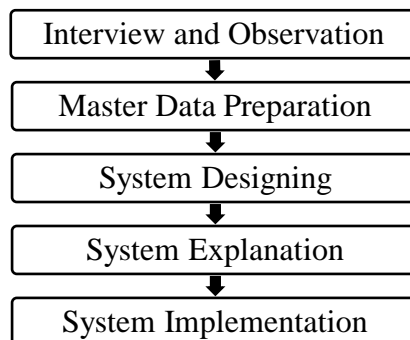 Interview and Observation
Master Data Preparation
System Designing
System Explanation
System Implementation